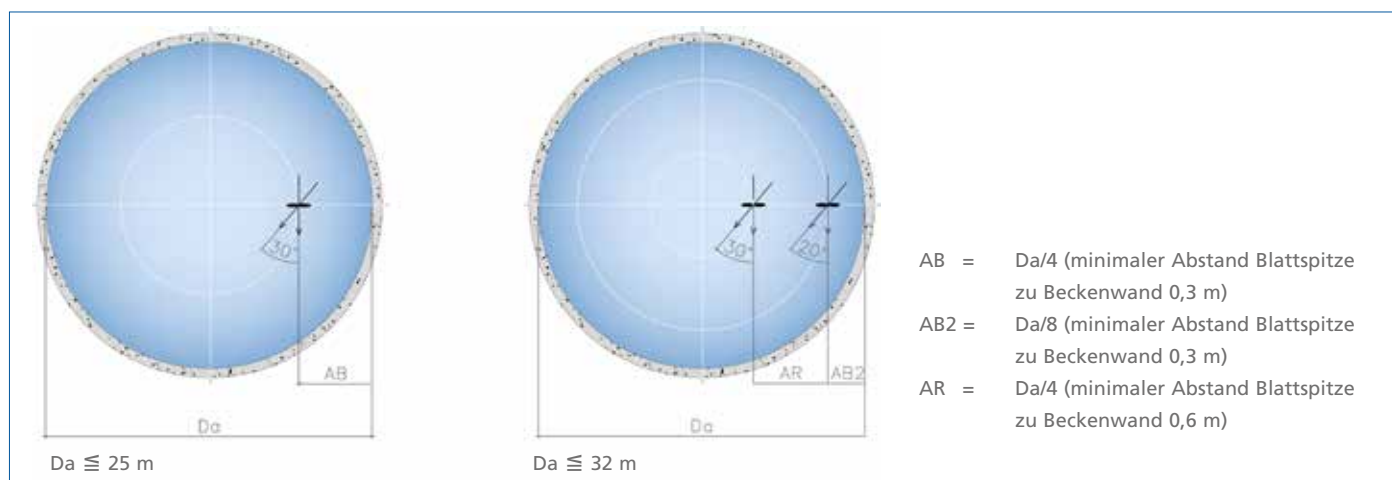 30°
AB
Da
Da ≦ 25 m
30°
20°
AR
AB2
Da
Da ≦ 32 m
AB = Da/4 (minimaler Abstand Blattspitze
zu Beckenwand 0,3 m)
AB2 = Da/8 (minimaler Abstand Blattspitze
zu Beckenwand 0,3 m)
AR = Da/4 (minimaler Abstand Blattspitze
zu Beckenwand 0,6 m)